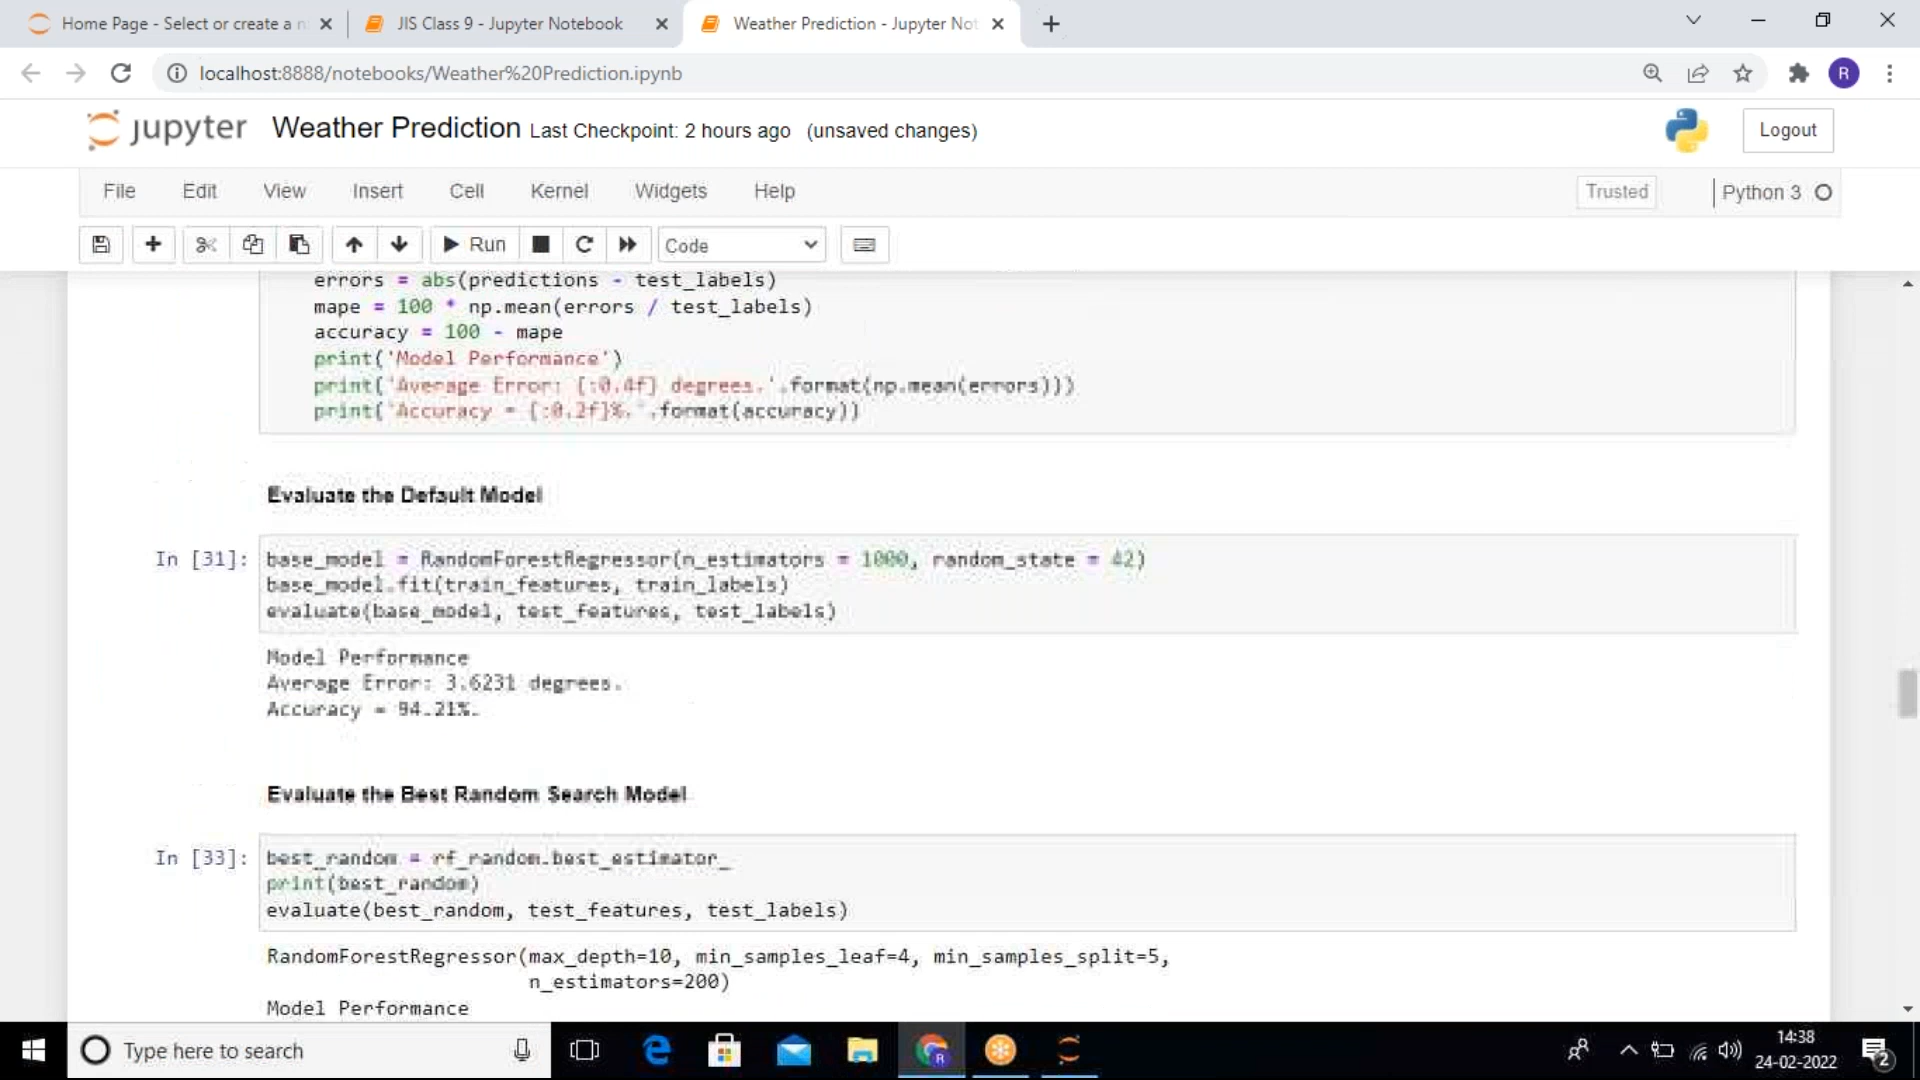 Home Page - Select or create a n
JIS Class 9 - Jupyter Notebook
Weather Prediction - Jupyter Not
localhost:8888/notebooks/Weather%20Prediction.ipynb
R
jupyter Weather Prediction Last Checkpoint: 2 hours ago (unsaved changes)
Logout
File Edit View Insert Cell Kernel Widgets Help
Trusted
Python 3
Run
Code
errors = abs(predictions - test_labels)
mape = 100 * np.mean(errors / test_labels)
accuracy = 100 - mape
print('Model Performance')
print('Average Error: {:0.4f} degrees.'.format(np.mean(errors)))
print('Accuracy = {:0.2f}%.'.format(accuracy))
Evaluate the Default Model
In [31]: base_model = RandomForestRegressor(n_estimators = 1000, random_state = 42)
base_model.fit(train_features, train_labels)
evaluate(base_model, test_features, test_labels)
Model Performance
Average Error: 3.6231 degrees.
Accuracy = 94.21%.
Evaluate the Best Random Search Model
In [33]: best_random = rf_random.best_estimator_
print(best_random)
evaluate(best_random, test_features, test_labels)
RandomForestRegressor(max_depth=10, min_samples_leaf=4, min_samples_split=5,
n_estimators=200)
Model Performance
Type here to search
R
14:38
24-02-2022
2